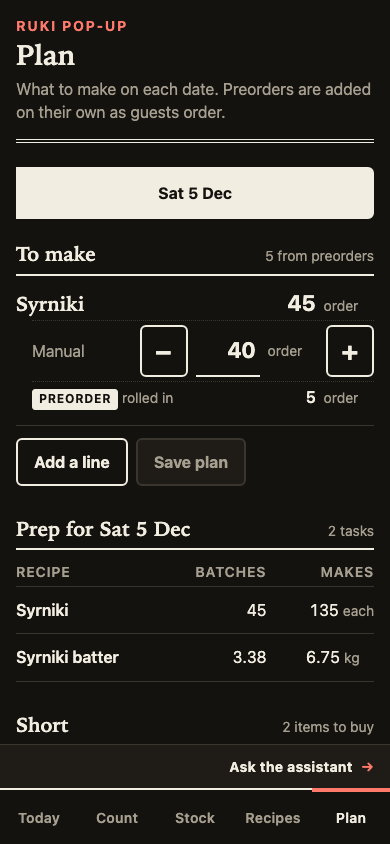 RUKI POP-UP
Plan
What to make on each date. Preorders are added
on their own as guests order.
Sat 5 Dec
To make 5 from preorders
Syrniki 45 order
Manual − 40 order +
PREORDER rolled in 5 order
Add a line Save plan
Prep for Sat 5 Dec 2 tasks
RECIPE BATCHES MAKES
Syrniki 45 135 each
Syrniki batter 3.38 6.75 kg
Short 2 items to buy
Ask the assistant →
Today Count Stock Recipes Plan